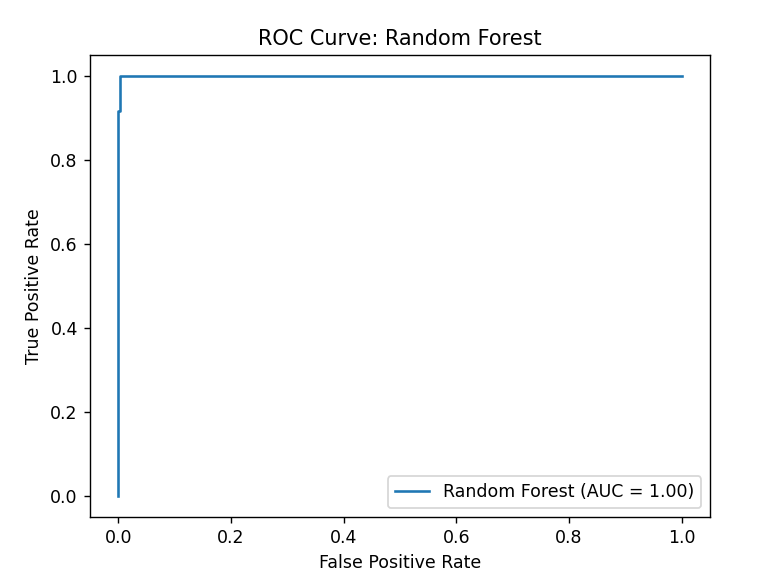 ROC Curve: Random Forest
True Positive Rate
1.0
0.8
0.6
0.4
0.2
0.0
Random Forest (AUC = 1.00)
0.0 0.2 0.4 0.6 0.8 1.0
False Positive Rate